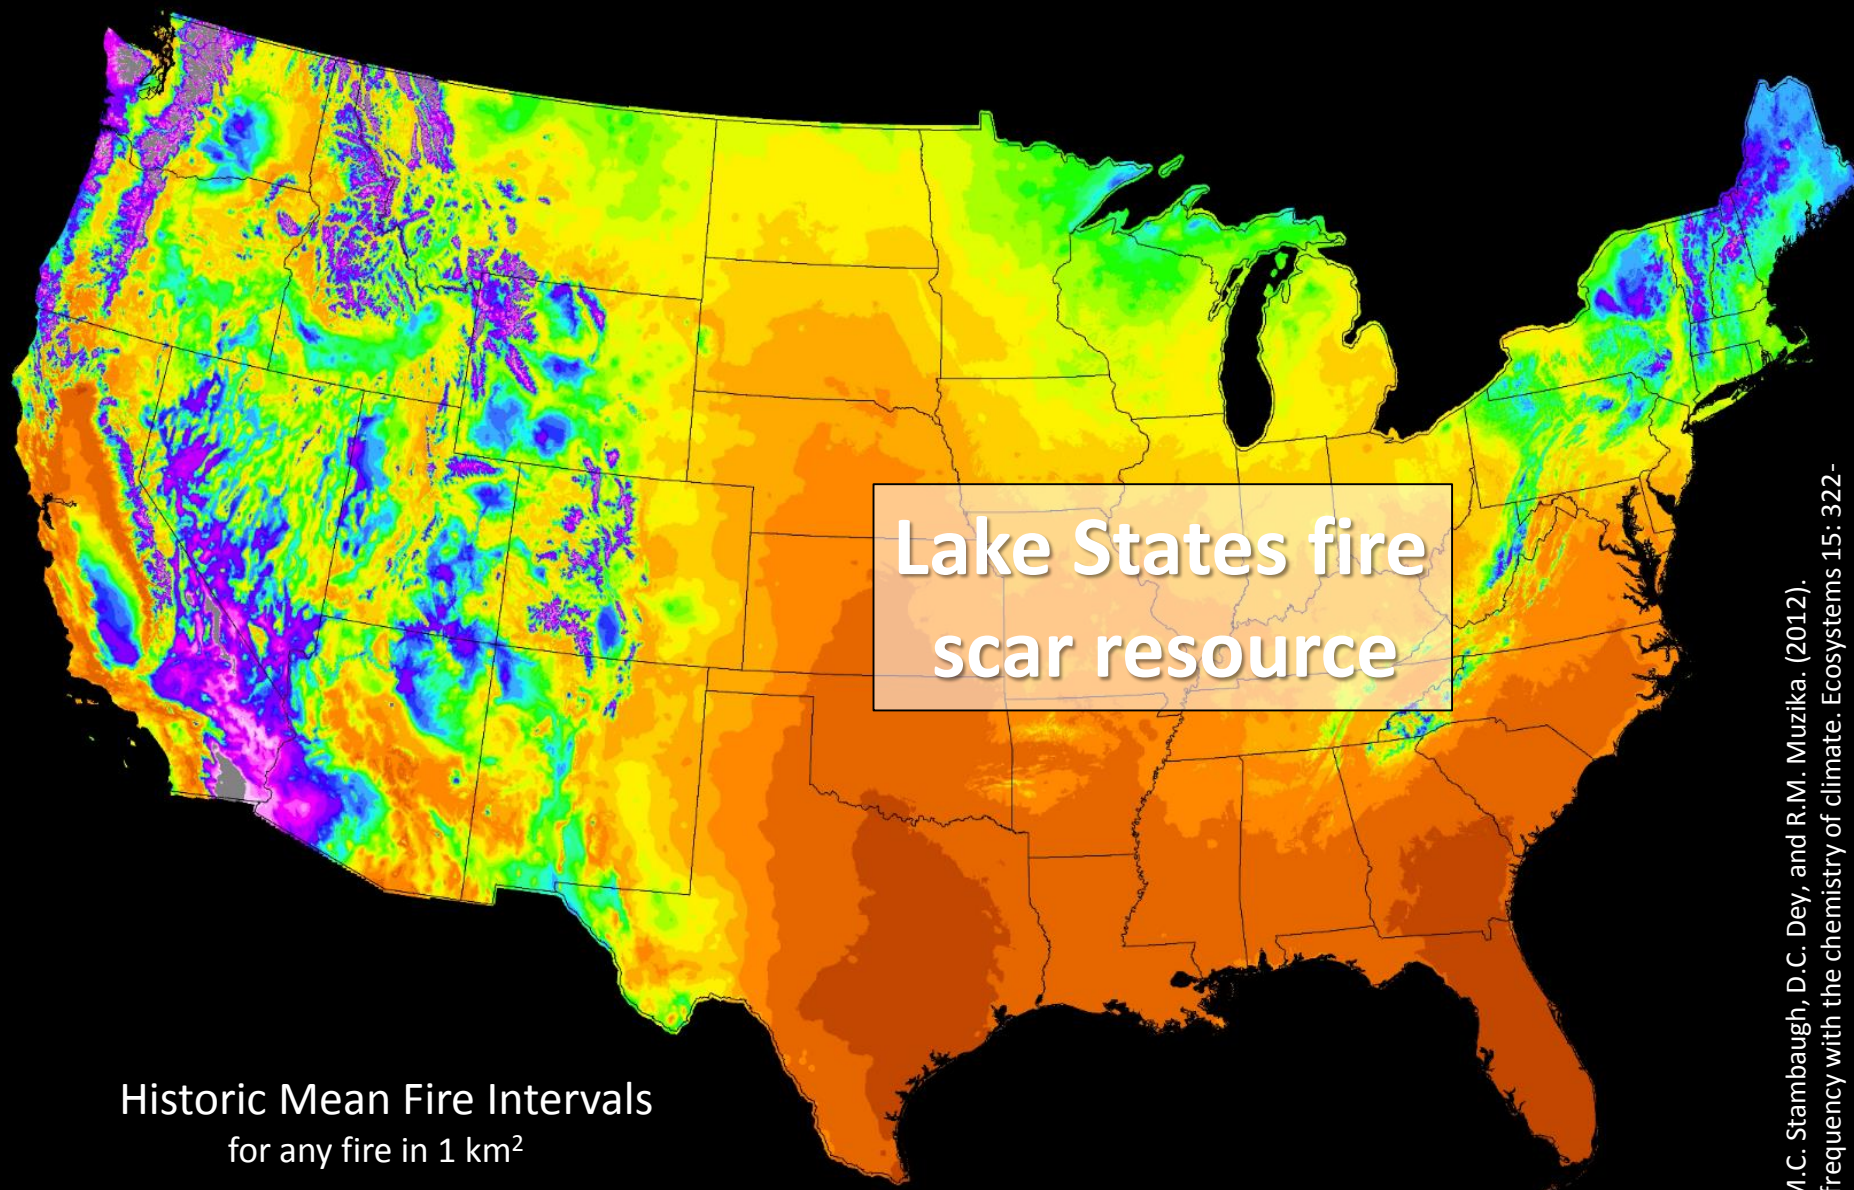 Lake States fire
scar resource
Historic Mean Fire Intervals
for any fire in 1 km²
M.C. Stambaugh, D.C. Dey, and R.M. Muzika. (2012).
frequency with the chemistry of climate. Ecosystems 15: 322-